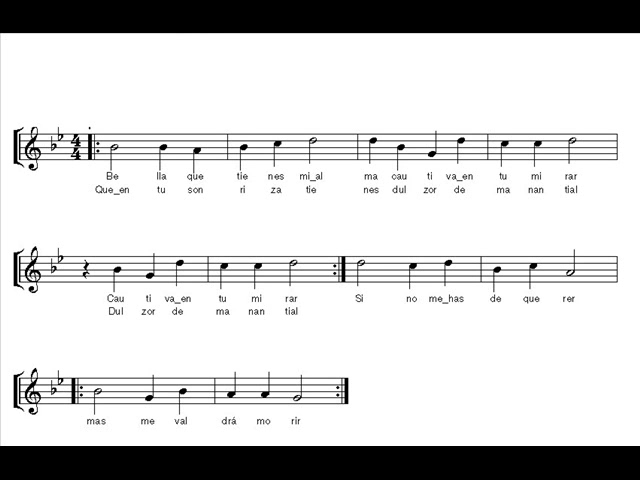 4
4
Be lla que tie nes mi_al ma cau ti va_en tu mi rar
Que_en tu son ri za tie nes dul zor de ma nan tial
Cau ti va_en tu mi rar Si no me_has de que rer
Dul zor de ma nan tial
mas me val drá mo rir